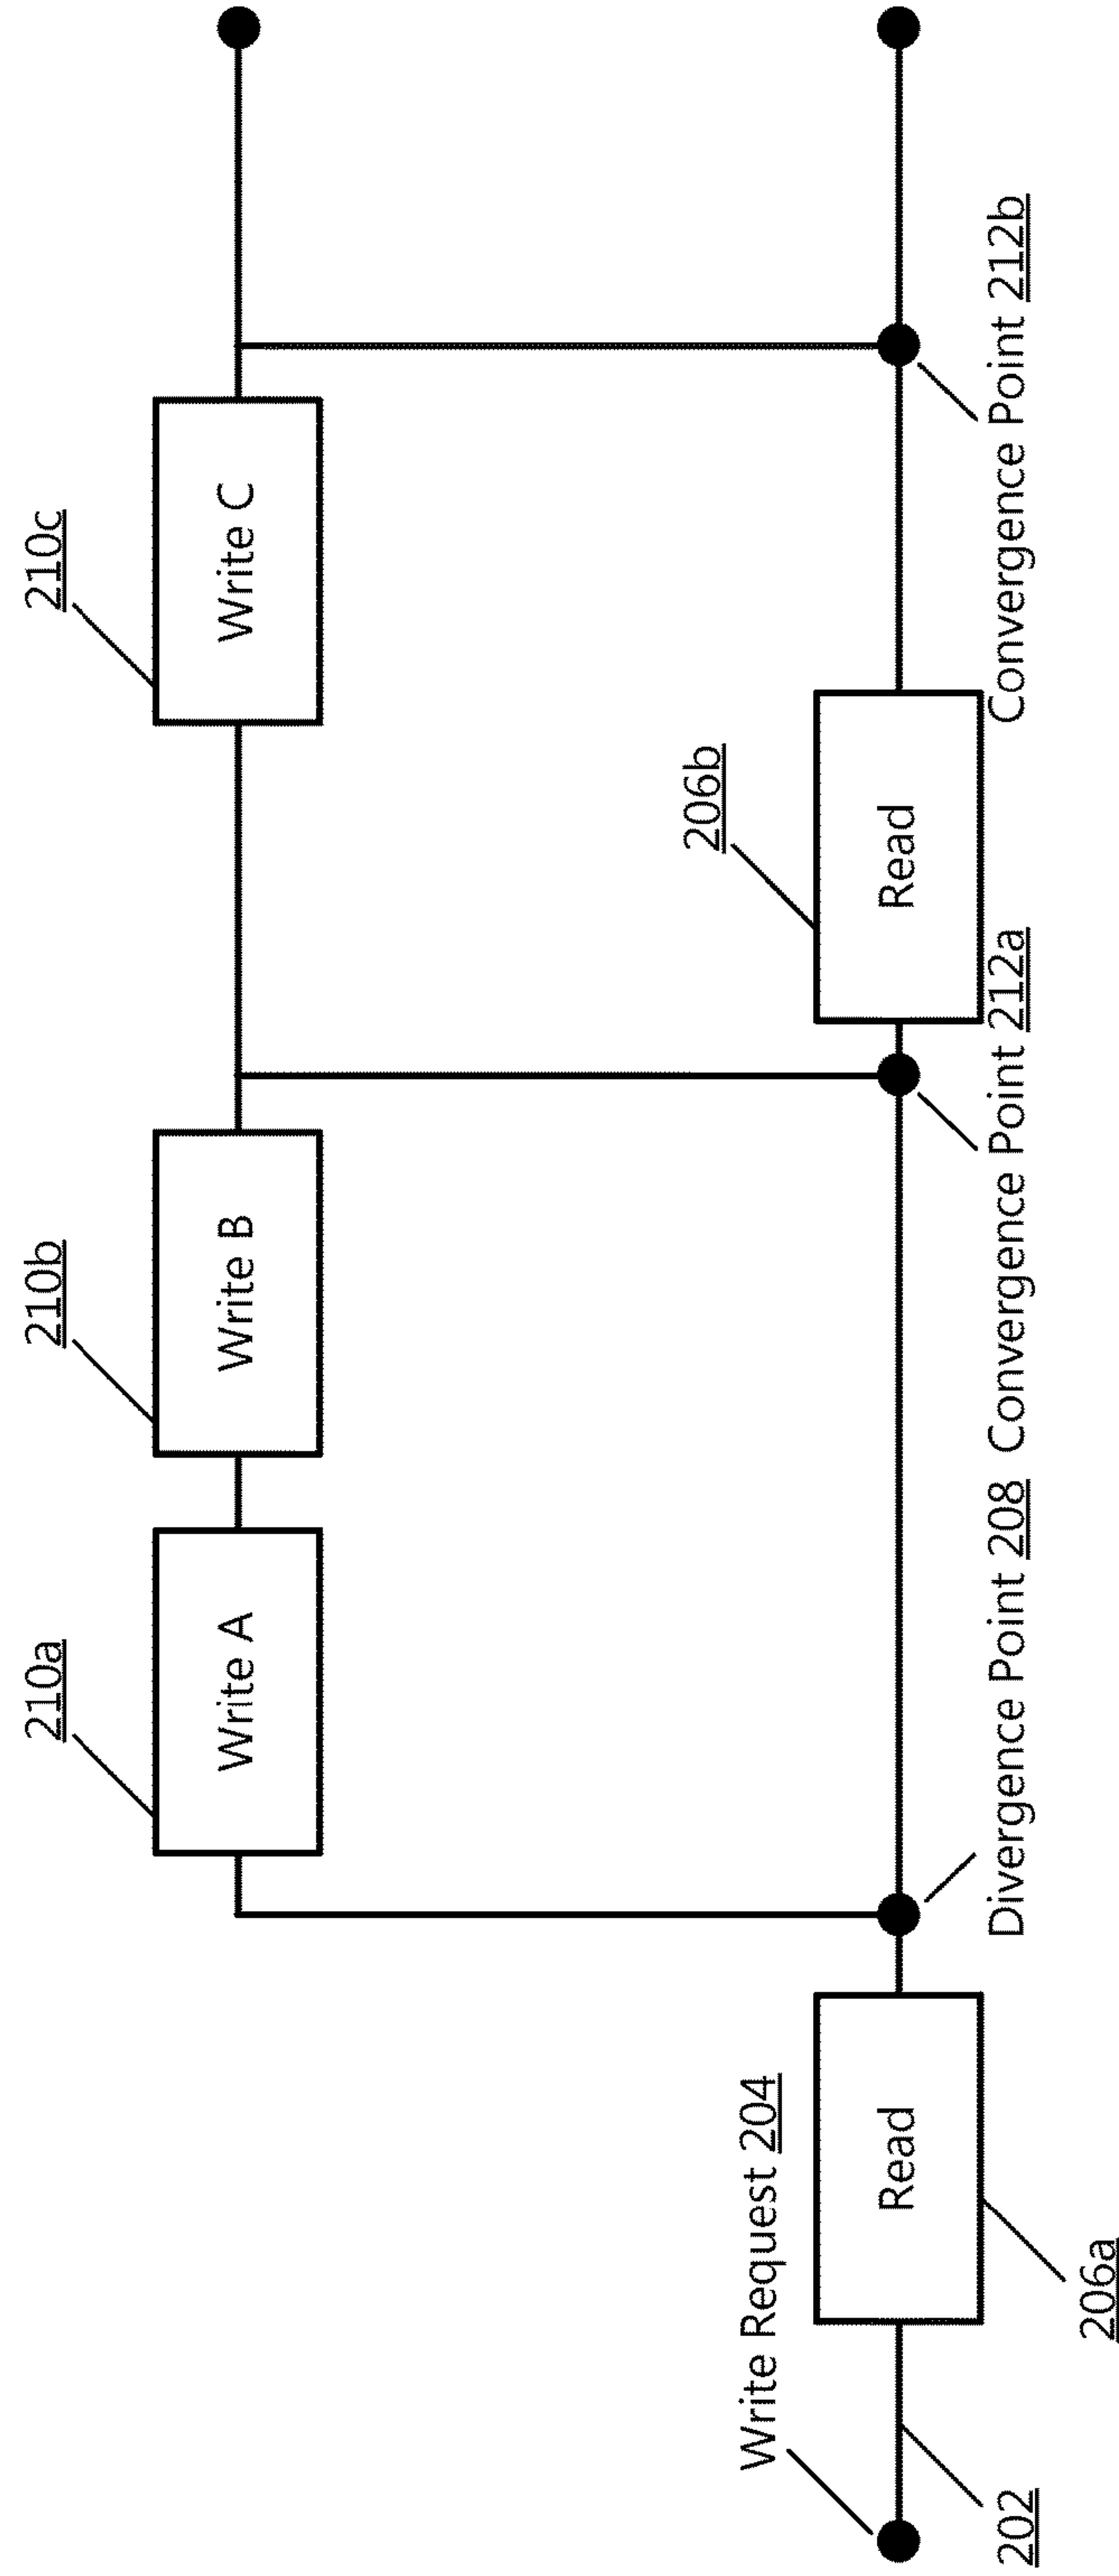 210a
210b
210c
Write A
Write B
Write C
Write Request 204
206b
Read
Read
202
206a
Divergence Point 208
Convergence Point 212a
Convergence Point 212b